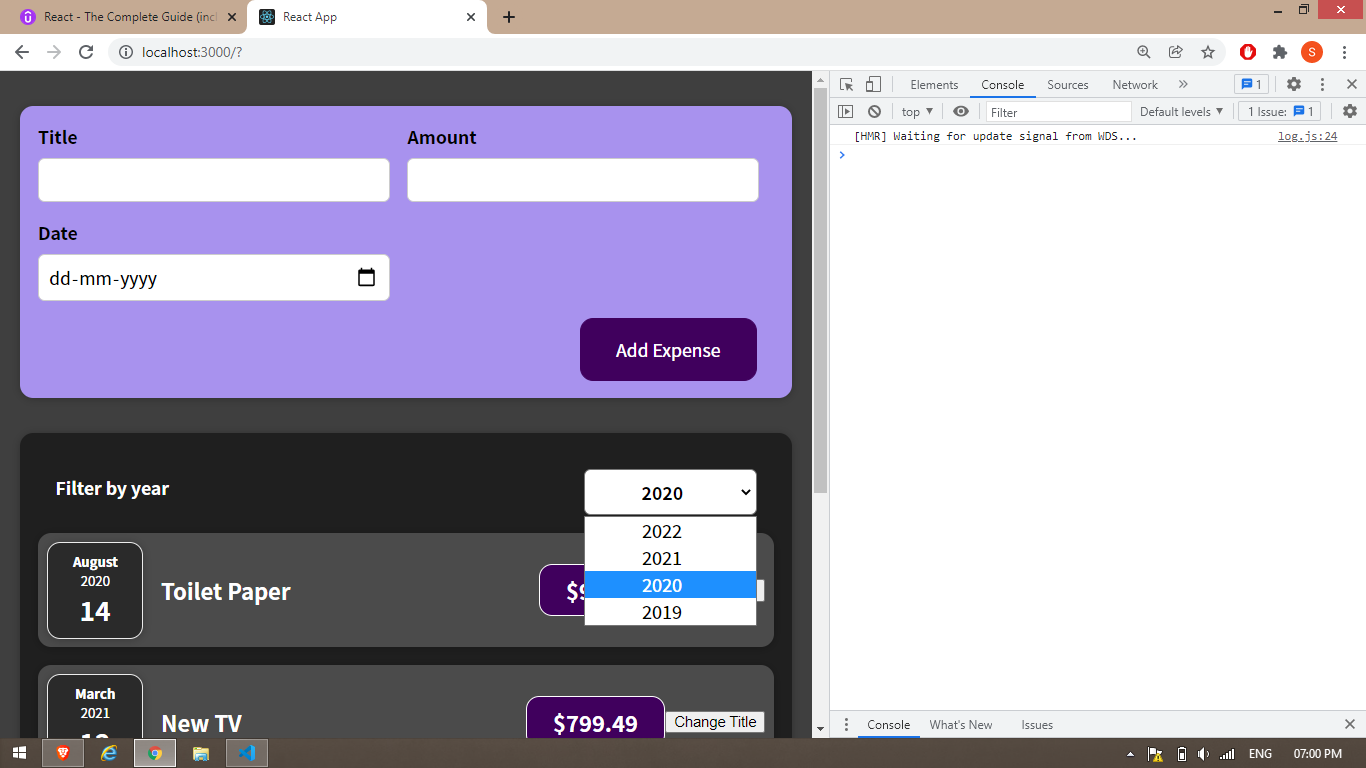 React - The Complete Guide (incl
React App
localhost:3000/?
S
Title
Amount
Date
dd-mm-yyyy
Add Expense
Filter by year
2020
2022
2021
2020
2019
August
2020
14
Toilet Paper
March
2021
New TV
$799.49
Change Title
Elements
Console
Sources
Network
1
top
Filter
Default levels
1 Issue:
1
[HMR] Waiting for update signal from WDS...
log.js:24
Console
What's New
Issues
ENG
07:00 PM